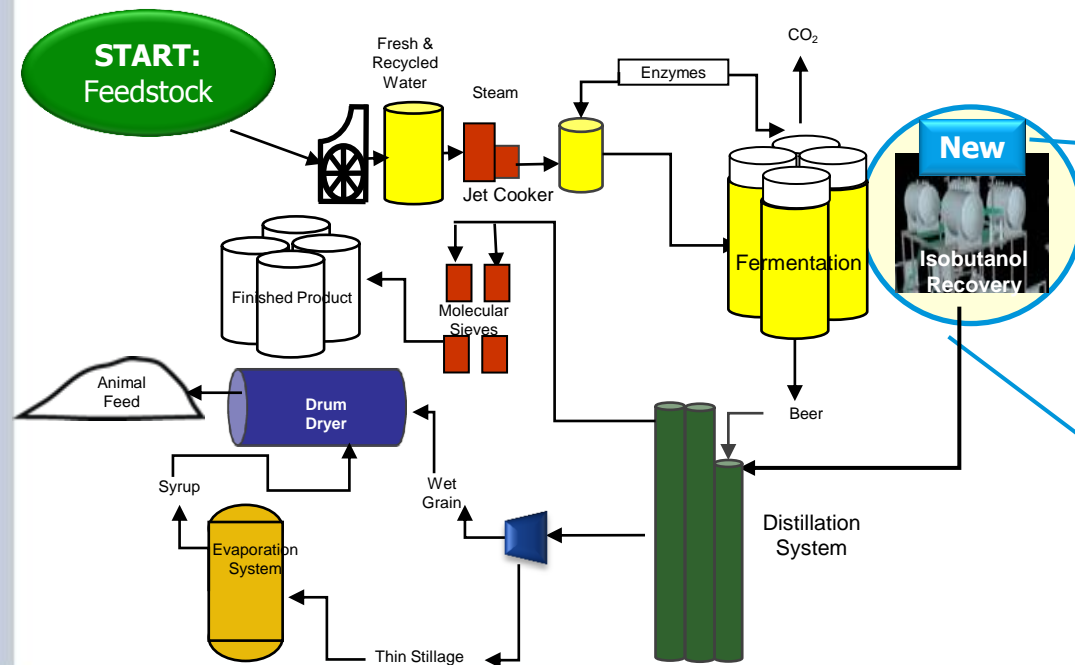 START:
Feedstock
Fresh &
Recycled
Water
Steam
Jet Cooker
Enzymes
CO₂
New
Isobutanol
Recovery
Fermentation
Finished Product
Molecular
Sieves
Animal
Feed
Drum
Dryer
Beer
Syrup
Wet
Grain
Distillation
System
Evaporation
System
Thin Stillage